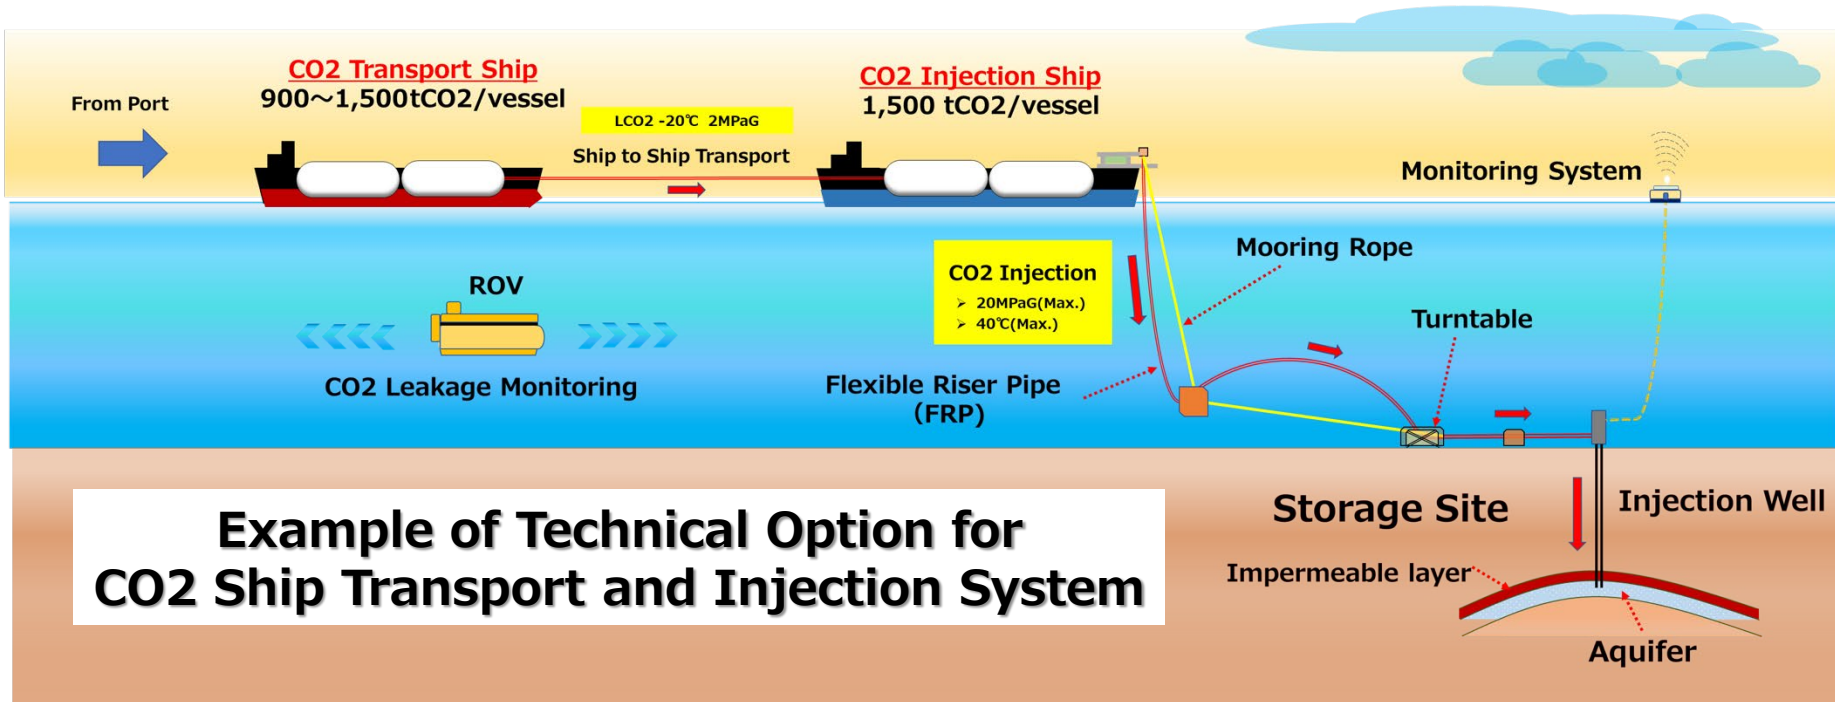 From Port
CO2 Transport Ship
900～1,500tCO2/vessel
LCO2 -20℃ 2MPaG
Ship to Ship Transport
CO2 Injection Ship
1,500 tCO2/vessel
Monitoring System
ROV
CO2 Leakage Monitoring
CO2 Injection
➢ 20MPaG(Max.)
➢ 40℃(Max.)
Mooring Rope
Turntable
Flexible Riser Pipe
（FRP)
Example of Technical Option for
CO2 Ship Transport and Injection System
Storage Site
Injection Well
Impermeable layer
Aquifer